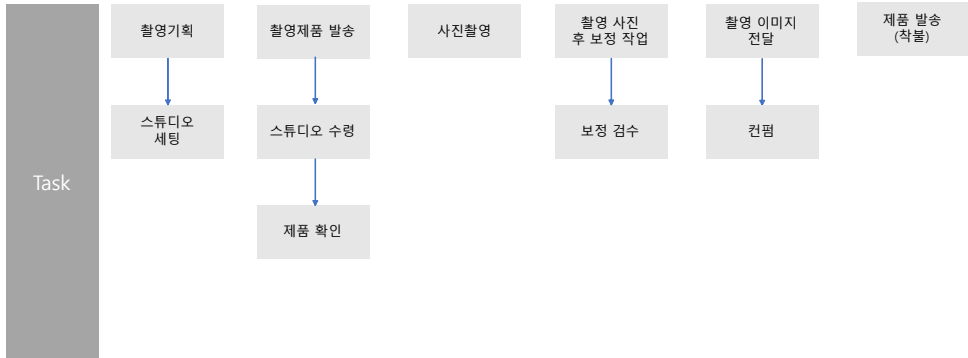 Task
촬영기획
스튜디오
세팅
촬영제품 발송
스튜디오 수령
제품 확인
사진촬영
촬영 사진
후 보정 작업
보정 검수
촬영 이미지
전달
컨펌
제품 발송
(착불)